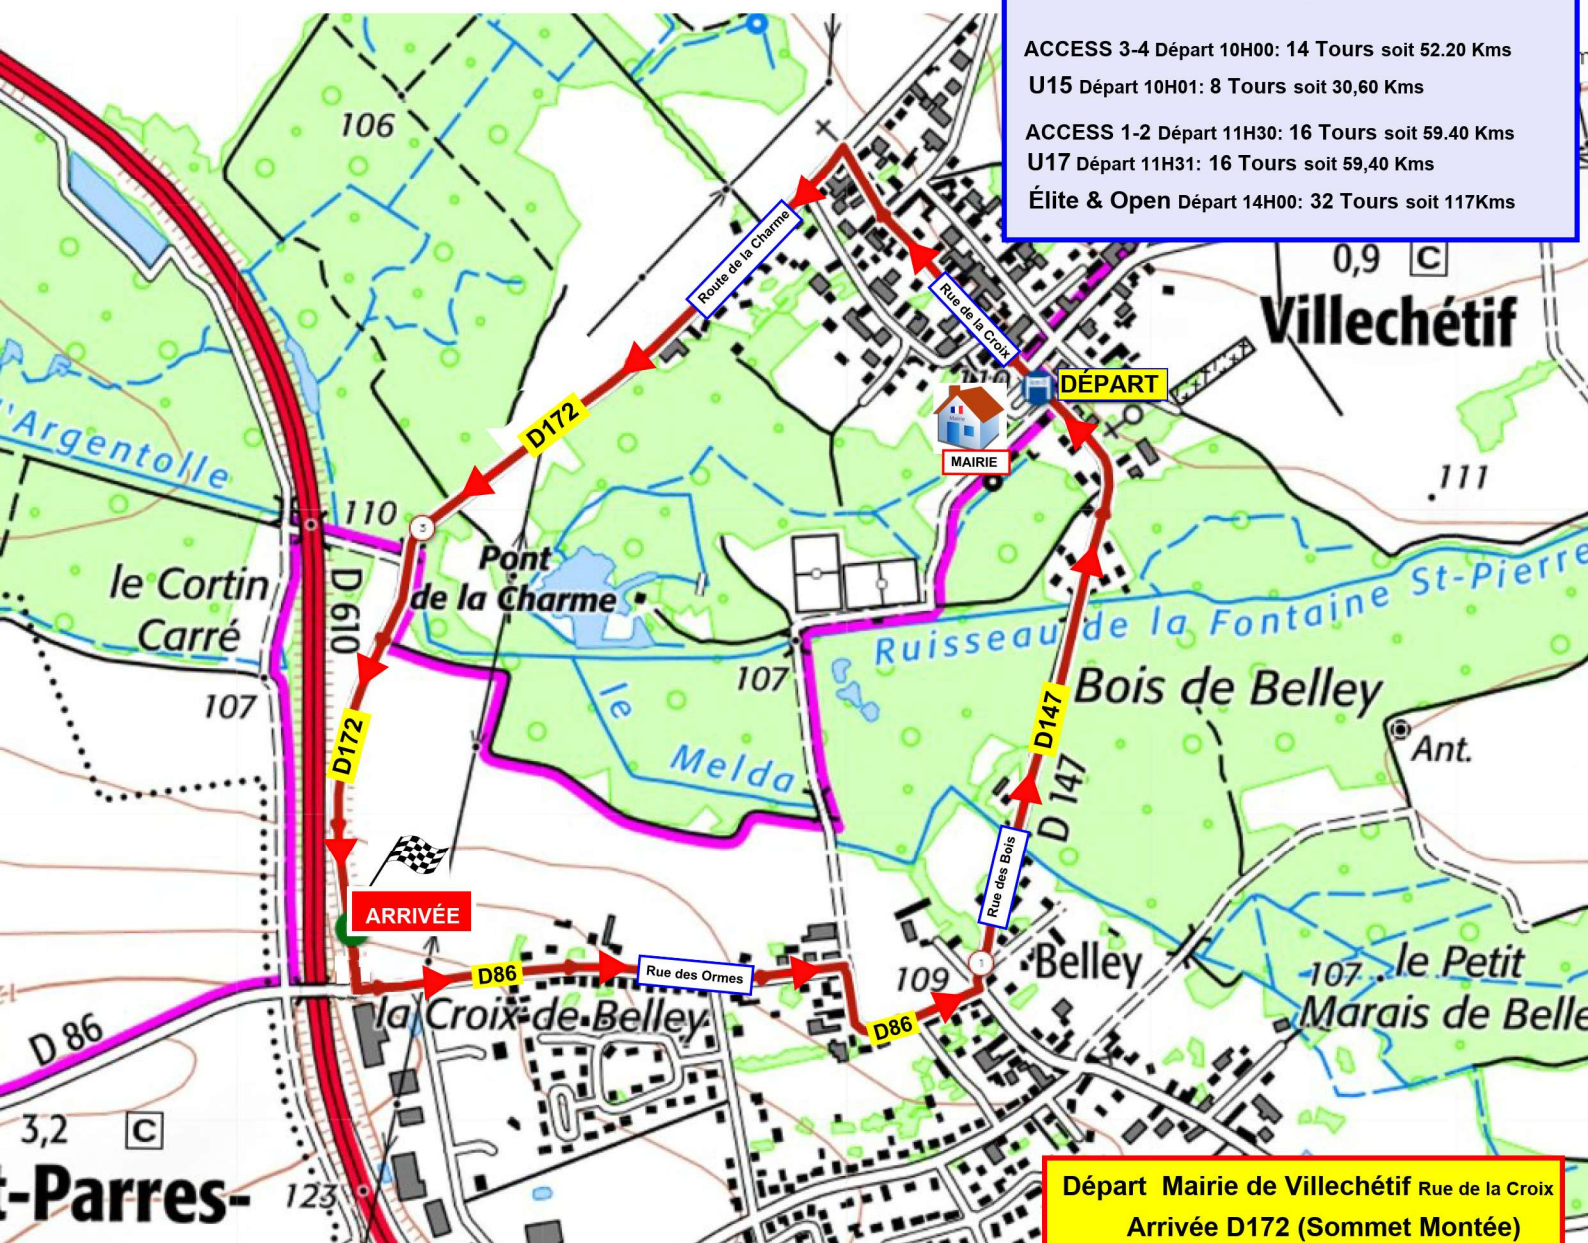 ACCESS 3-4 Départ 10H00: 14 Tours soit 52.20 Kms
U15 Départ 10H01: 8 Tours soit 30,60 Kms
ACCESS 1-2 Départ 11H30: 16 Tours soit 59.40 Kms
U17 Départ 11H31: 16 Tours soit 59,40 Kms
Élite & Open Départ 14H00: 32 Tours soit 117Kms
106
Route de la Charme
Rue de la Croix
0,9 C
Villechétif
DÉPART
110
D172
Mairie
MAIRIE
l'Argentolle
111
110
3
Pont
de la Charme
D 610
le Cortin
Carré
Ruisseau de la Fontaine St-Pierre
107
107
le
Melda
Bois de Belley
D147
D 147
D172
Ant.
Rue des Bois
ARRIVÉE
D86
Rue des Ormes
109
1
Belley
107
le Petit
Marais de Belle
la Croix-de-Belley
D86
D 86
3,2 C
t-Parres-
123
Départ Mairie de Villechétif Rue de la Croix
Arrivée D172 (Sommet Montée)